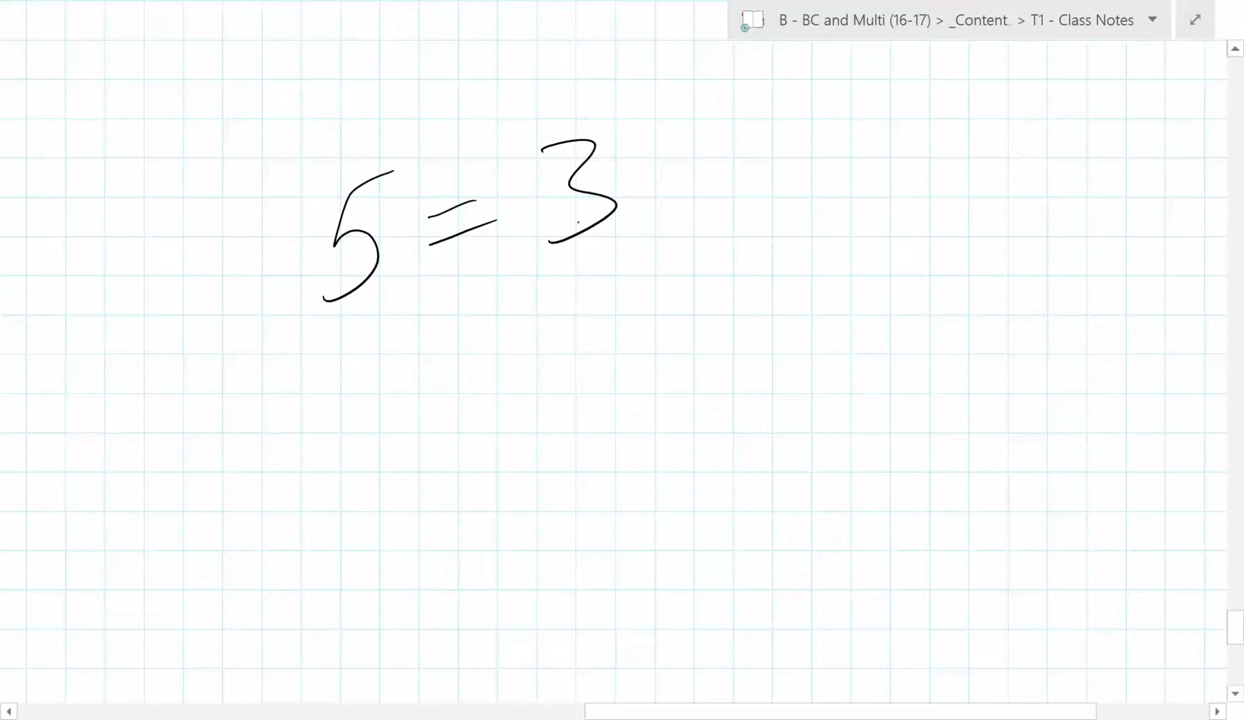 B - BC and Multi (16-17) > _Content. > T1 - Class Notes
5 = 3